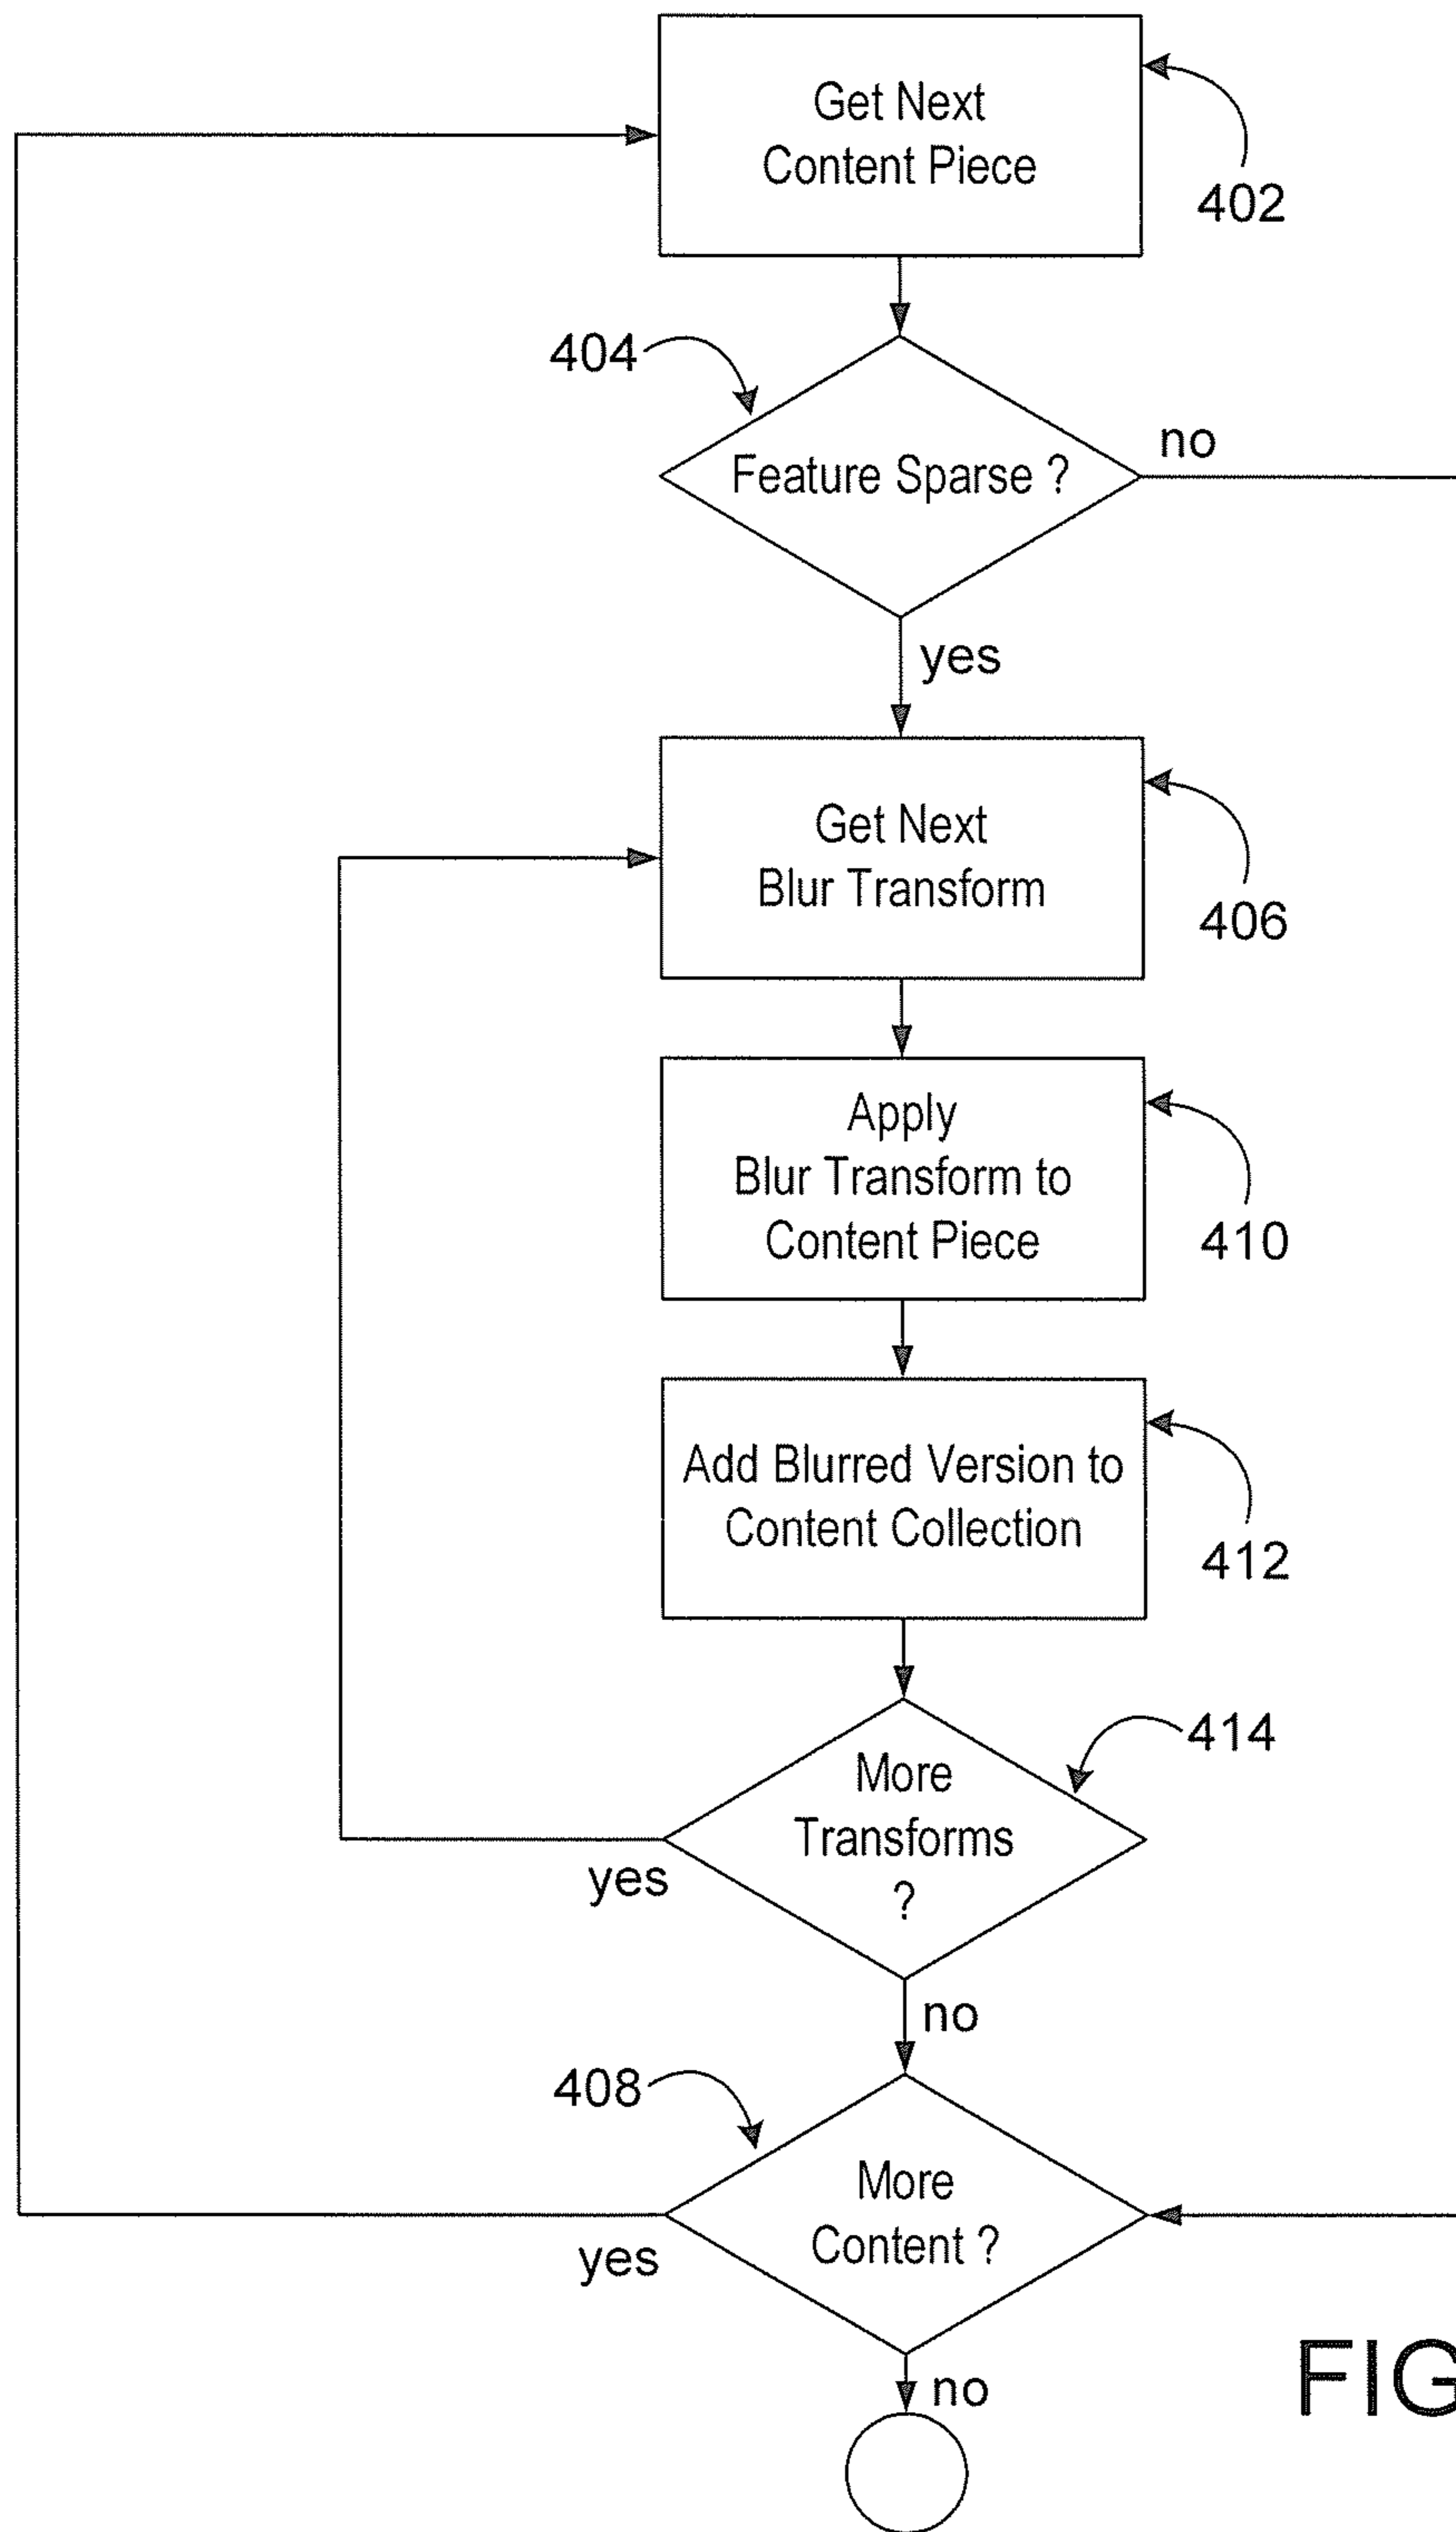 Get Next
Content Piece
402
404
Feature Sparse ?
no
yes
Get Next
Blur Transform
406
Apply
Blur Transform to
Content Piece
410
Add Blurred Version to
Content Collection
412
More
Transforms
?
414
yes
no
408
More
Content ?
yes
no
FIG